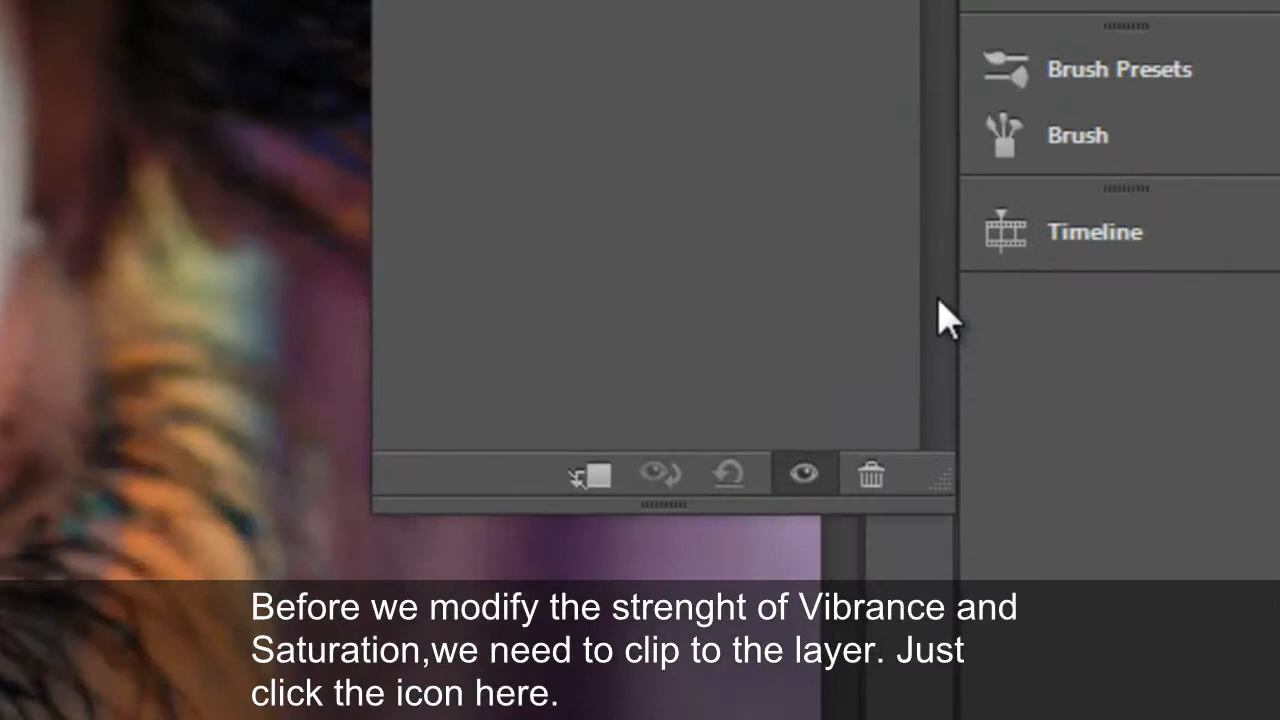 Brush Presets
Brush
Timeline
Before we modify the strenght of Vibrance and
Saturation,we need to clip to the layer. Just
click the icon here.